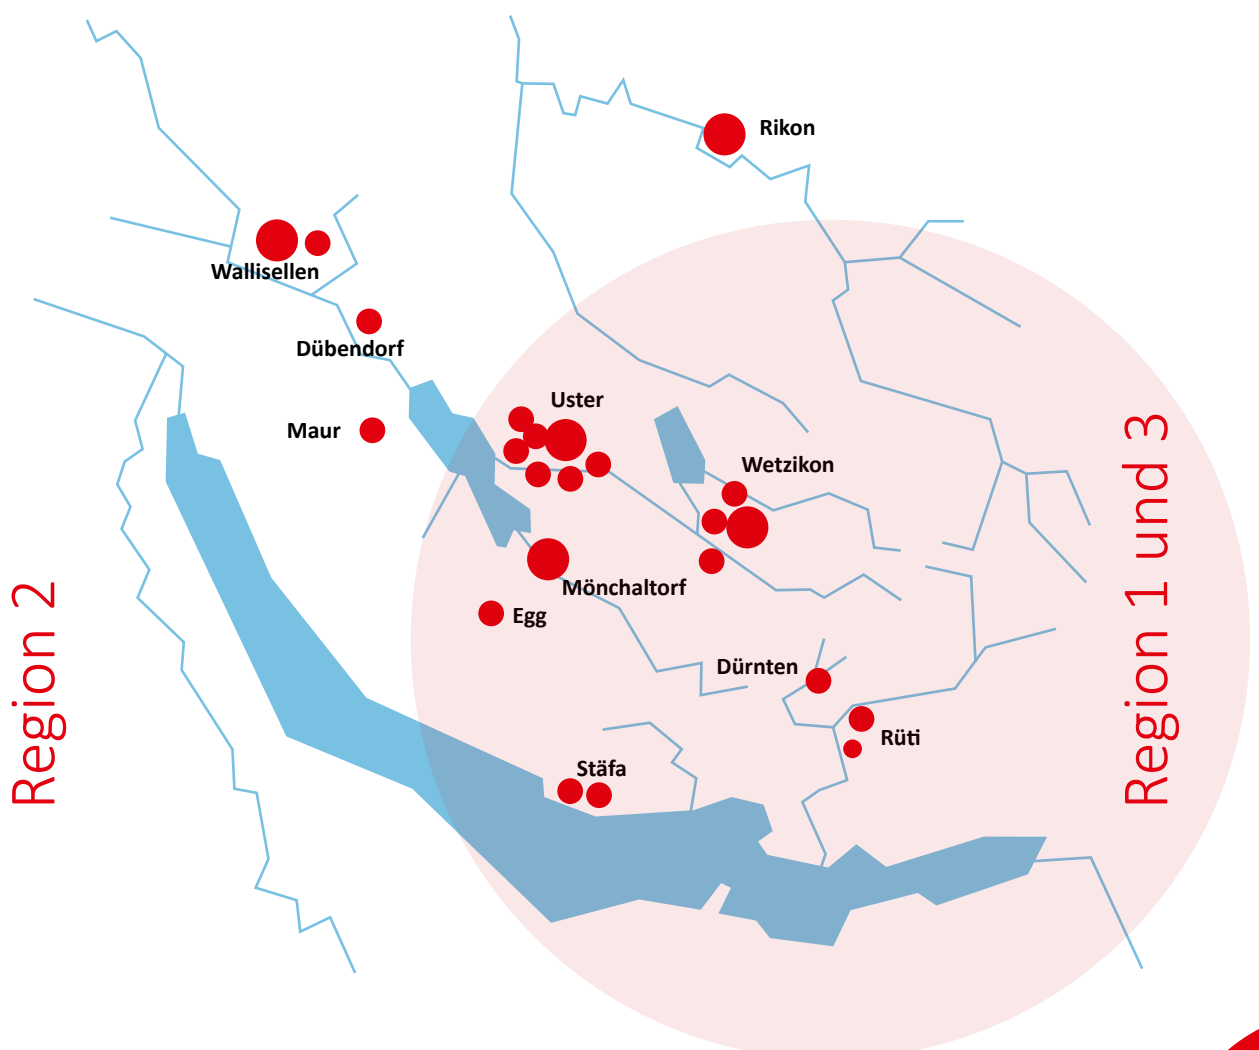 Rikon
Wallisellen
Dübendorf
Maur
Uster
Wetzikon
Mönchaltorf
Egg
Dürnten
Rüti
Stäfa
Region 2
Region 1 und 3